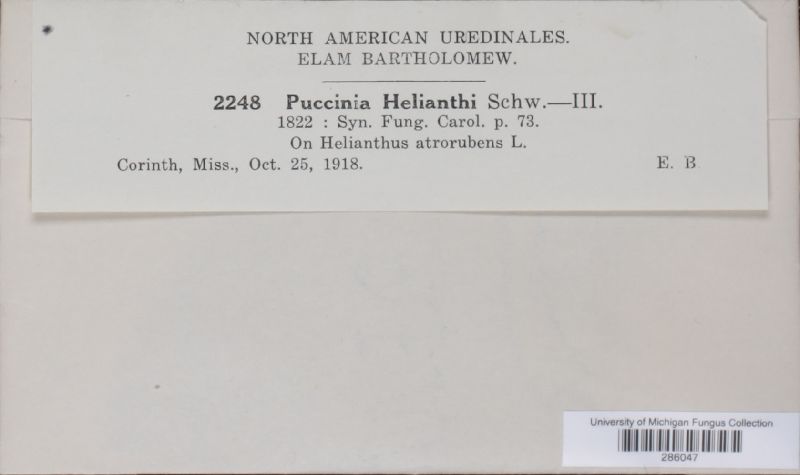 NORTH AMERICAN UREDINALES.
ELAM BARTHOLOMEW.
2248 Puccinia Helianthi Schw.—III.
1822 : Syn. Fung. Carol. p. 73.
On Helianthus atrorubens L.
Corinth, Miss., Oct. 25, 1918. E. B
University of Michigan Fungus Collection
286047